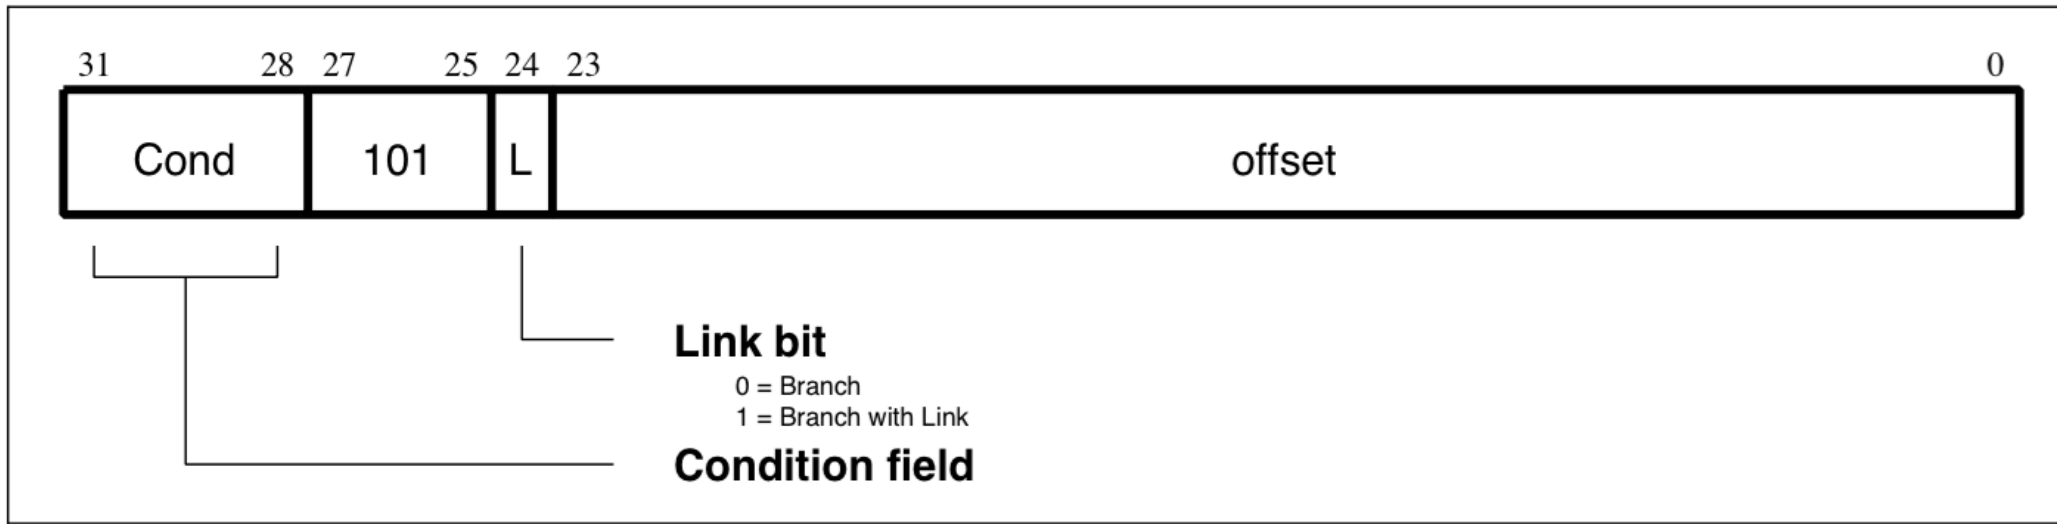 31 28 27 25 24 23 0
Cond 101 L offset
Link bit
0 = Branch
1 = Branch with Link
Condition field